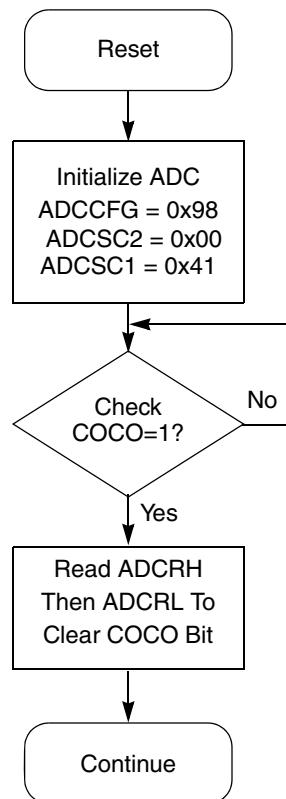 Reset
Initialize ADC
ADCCFG = 0x98
ADCSC2 = 0x00
ADCSC1 = 0x41
Check
COCO=1?
No
Yes
Read ADCRH
Then ADCRL To
Clear COCO Bit
Continue